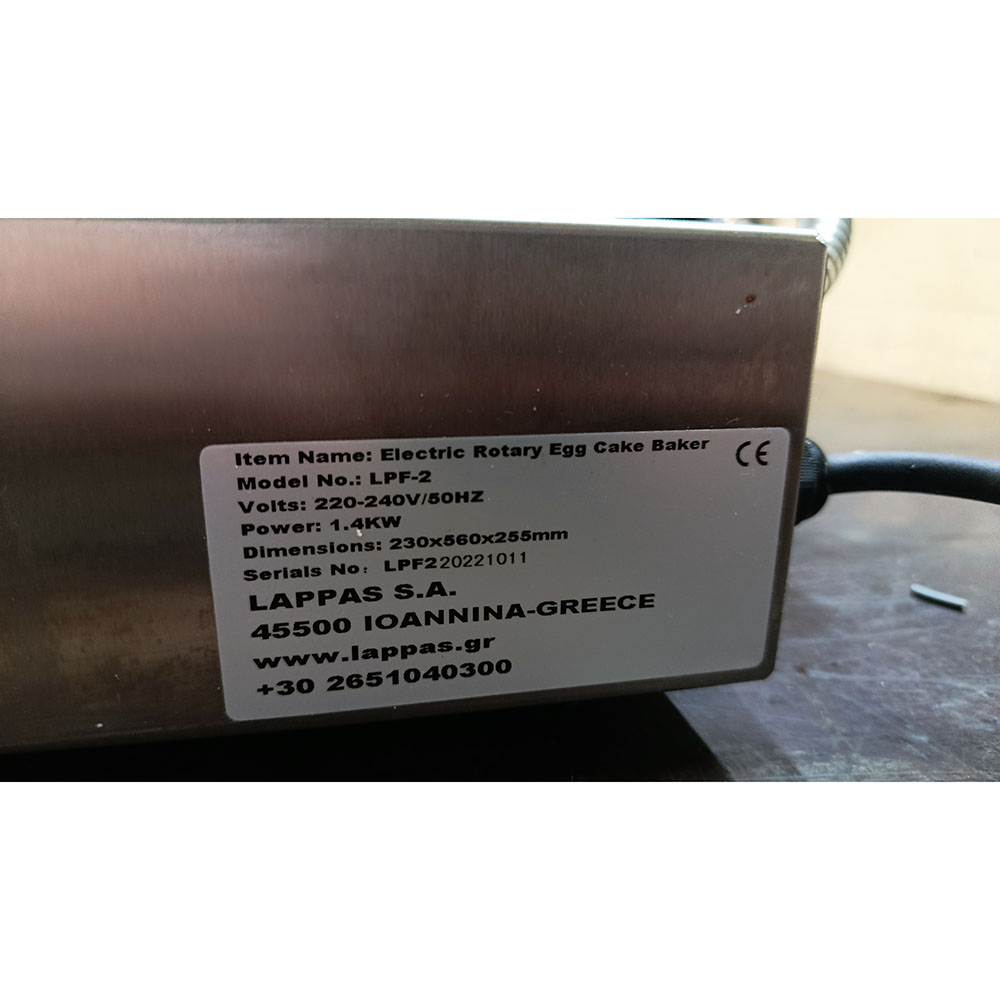 Item Name: Electric Rotary Egg Cake Baker
CE
Model No.: LPF-2
Volts: 220-240V/50HZ
Power: 1.4KW
Dimensions: 230x560x255mm
Serials No: LPF220221011
LAPPAS S.A.
45500 IOANNINA-GREECE
www.lappas.gr
+30 2651040300